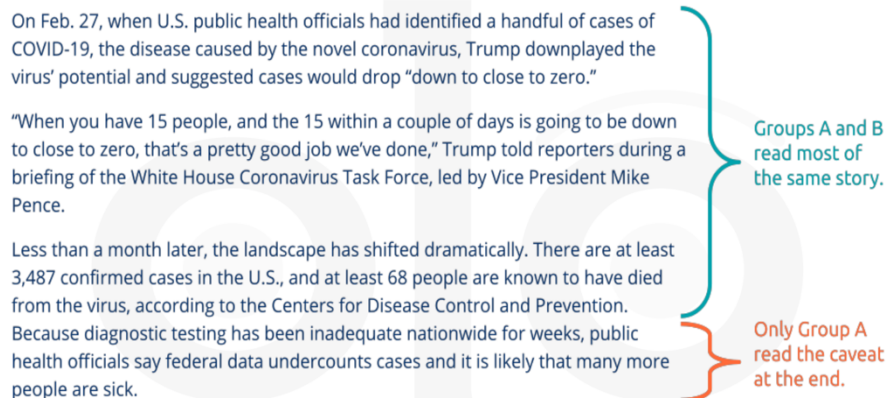 On Feb. 27, when U.S. public health officials had identified a handful of cases of
COVID-19, the disease caused by the novel coronavirus, Trump downplayed the
virus’ potential and suggested cases would drop “down to close to zero.”
“When you have 15 people, and the 15 within a couple of days is going to be down
to close to zero, that’s a pretty good job we’ve done,” Trump told reporters during a
briefing of the White House Coronavirus Task Force, led by Vice President Mike
Pence.
Less than a month later, the landscape has shifted dramatically. There are at least
3,487 confirmed cases in the U.S., and at least 68 people are known to have died
from the virus, according to the Centers for Disease Control and Prevention.
Because diagnostic testing has been inadequate nationwide for weeks, public
health officials say federal data undercounts cases and it is likely that many more
people are sick.
Groups A and B
read most of
the same story.
Only Group A
read the caveat
at the end.